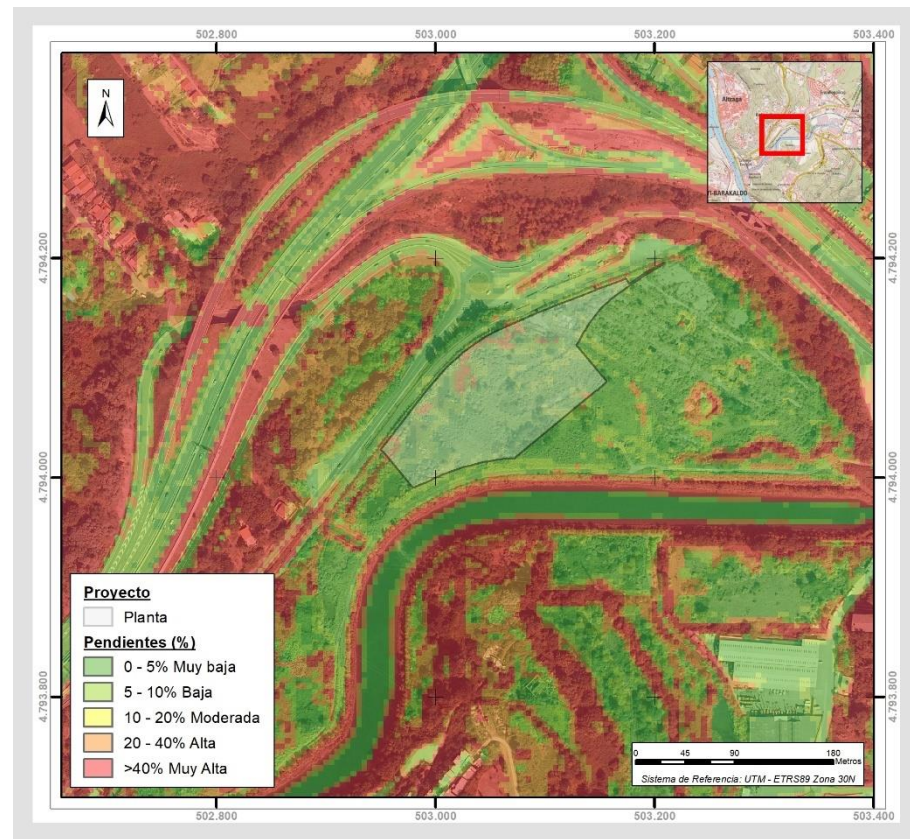 502.800 503.000 503.200 503.400
N
Altzaga
BARAKALDO
4.794.200 4.794.200
4.794.000 4.794.000
4.793.800 4.793.800
Proyecto
Planta
Pendientes (%)
0 - 5% Muy baja
5 - 10% Baja
10 - 20% Moderada
20 - 40% Alta
>40% Muy Alta
0 45 90 180
Metros
Sistema de Referencia: UTM - ETRS89 Zona 30N
502.800 503.000 503.200 503.400